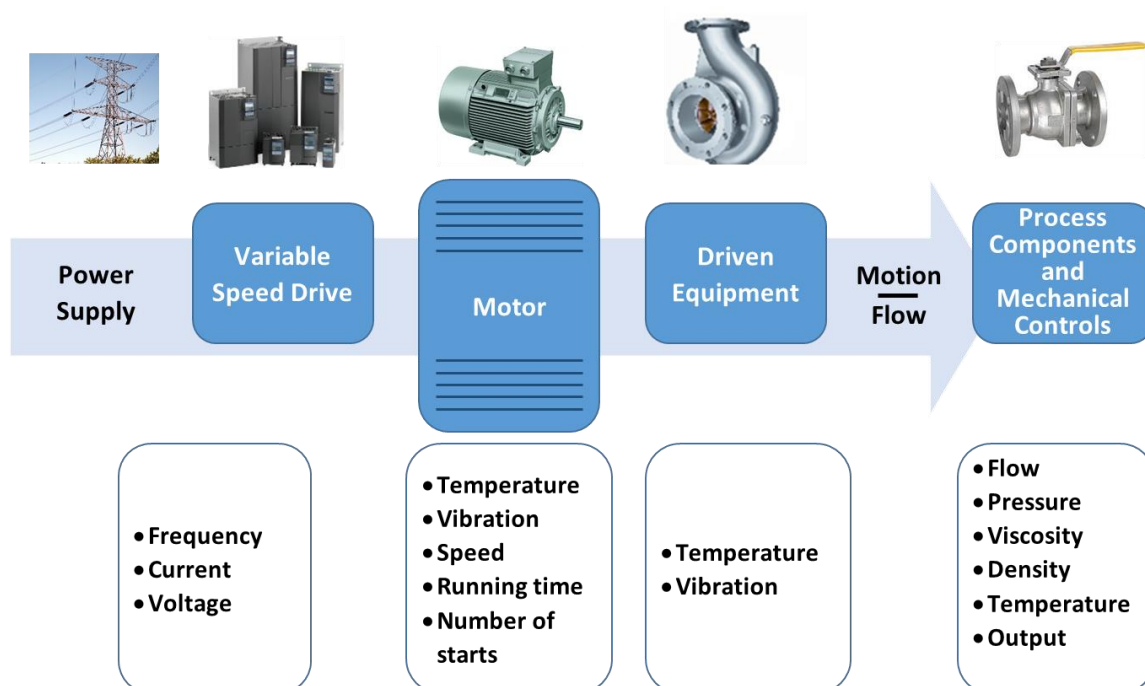 Power
Supply
Variable
Speed Drive
Motor
Driven
Equipment
Motion
Flow
Process
Components
and
Mechanical
Controls
• Frequency
• Current
• Voltage
• Temperature
• Vibration
• Speed
• Running time
• Number of
starts
• Temperature
• Vibration
• Flow
• Pressure
• Viscosity
• Density
• Temperature
• Output